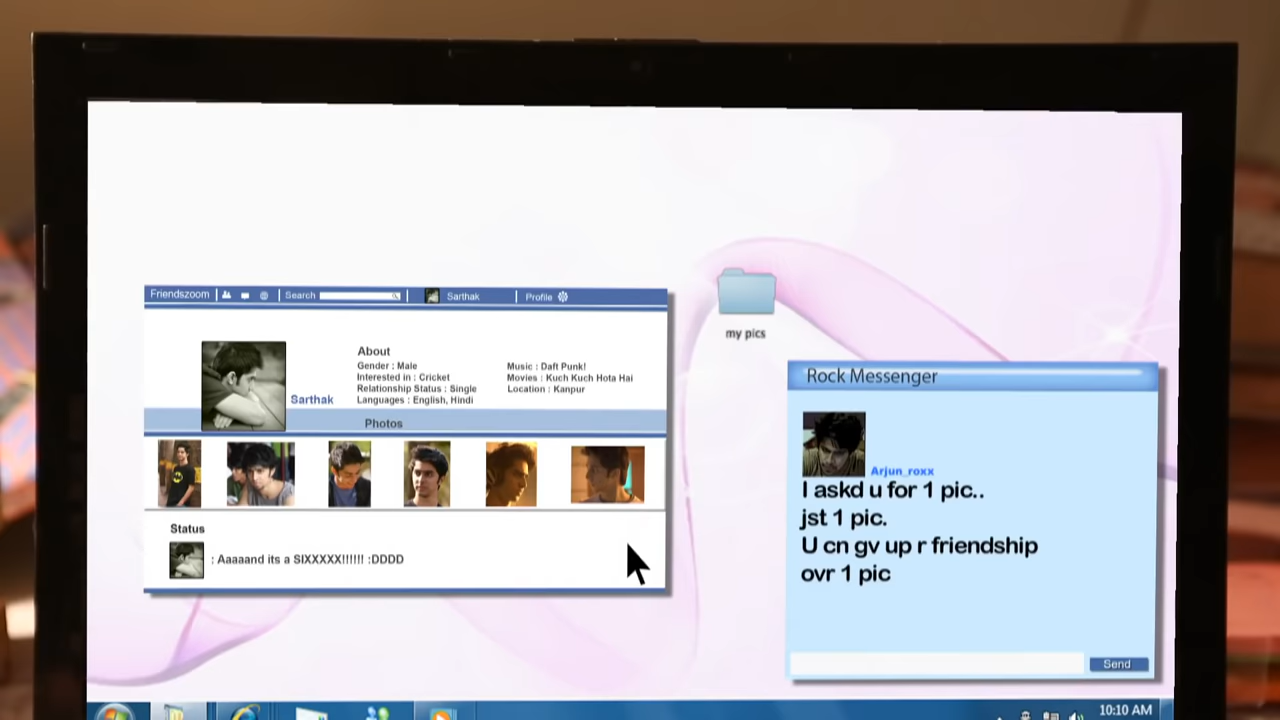 Friendszoom Search Sarthak Profile
About
Gender : Male
Interested in : Cricket
Relationship Status : Single
Languages : English, Hindi
Music : Daft Punk!
Movies : Kuch Kuch Hota Hai
Location : Kanpur
Sarthak
Photos
Status
: Aaaaand its a SIXXXXX!!!!!! :DDDD
my pics
Rock Messenger
Arjun_roxx
I askd u for 1 pic..
jst 1 pic.
U cn gv up r friendship
ovr 1 pic
Send
10:10 AM